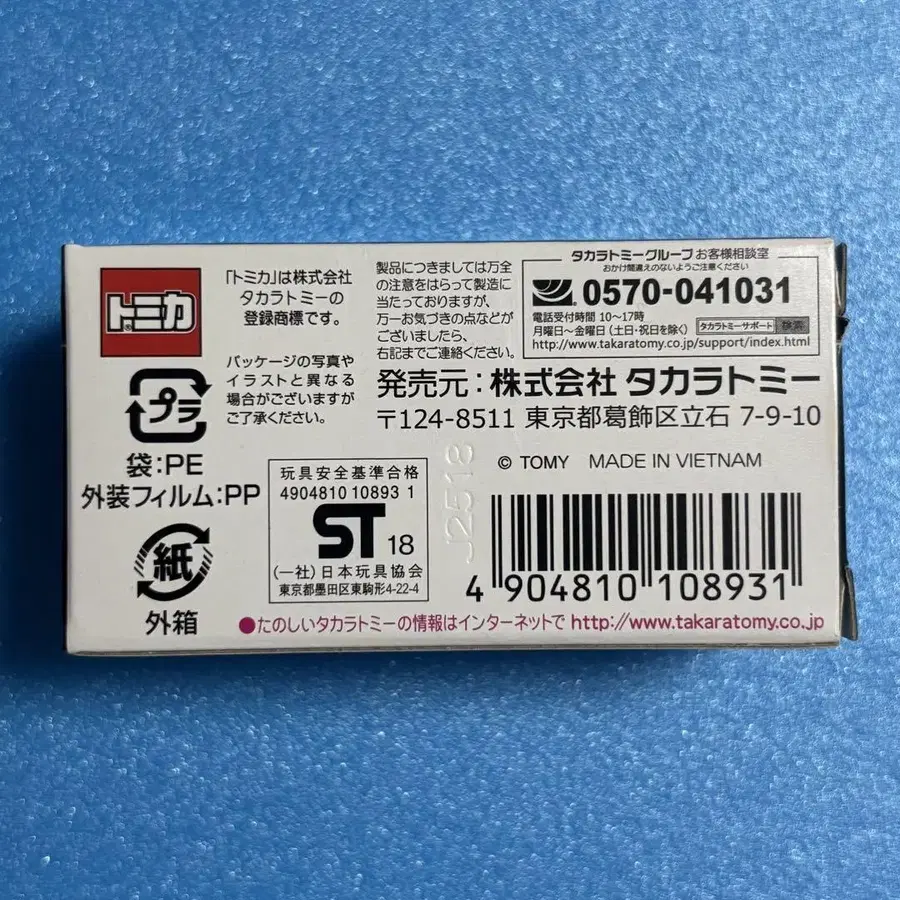 トミカ®
「トミカ」は株式会社
タカラトミーの
登録商標です。
パッケージの写真や
イラストと異なる
場合がございますが
ご了承ください。
製品につきましては万全
の注意をはらって製造に
当たっておりますが、
万一お気づきの点などが
ございましたら、
右記までご連絡ください。
タカラトミーグループ お客様相談室
おかけ間違えのないようご注意ください
0570-041031
電話受付時間 10〜17時
月曜日〜金曜日 (土日・祝日を除く) タカラトミーサポート 検索
http://www.takaratomy.co.jp/support/index.html
発売元:株式会社 タカラトミー
〒124-8511 東京都葛飾区立石 7-9-10
プラ
袋:PE
外装フィルム:PP
紙
外箱
玩具安全基準合格
4904810 10893 1
ST 18
(一社)日本玩具協会
東京都墨田区東駒形4-22-4
J2518
© TOMY MADE IN VIETNAM
4 904810 108931
●たのしいタカラトミーの情報はインターネットで http://www.takaratomy.co.jp